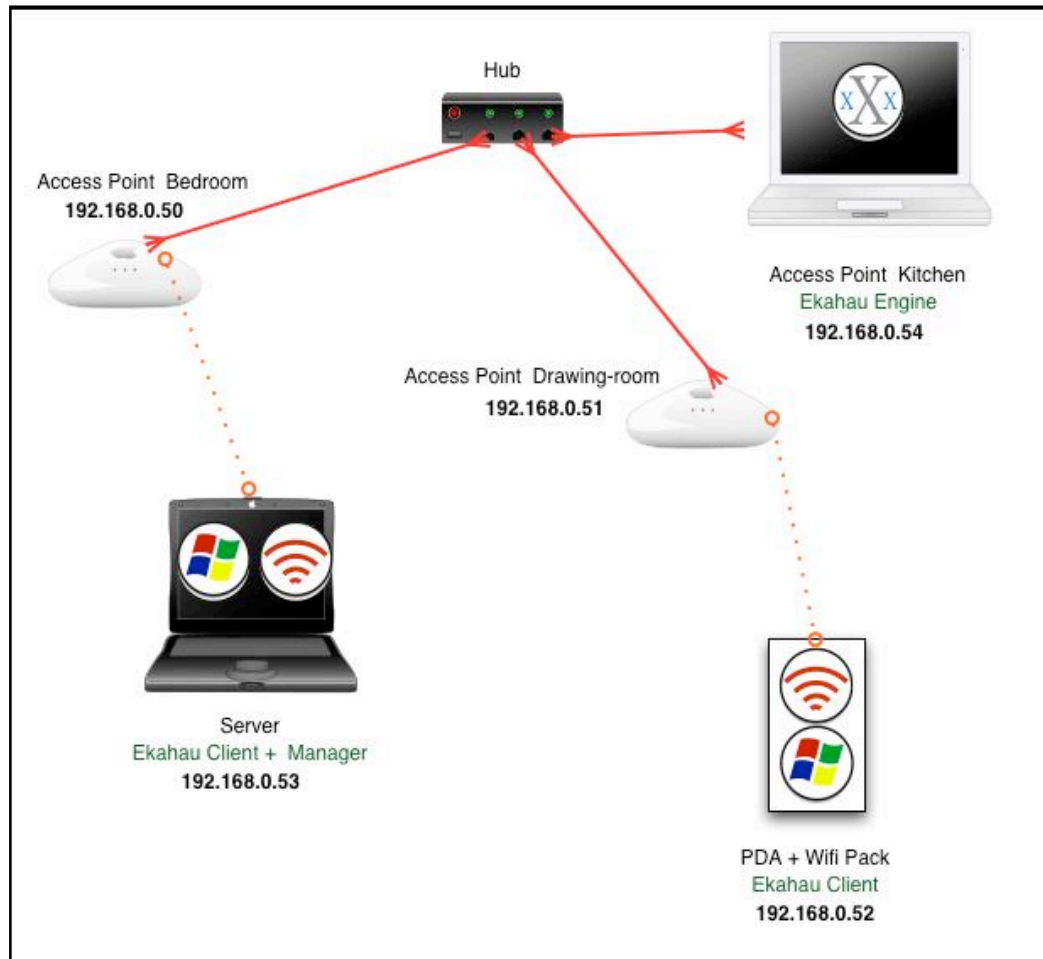 Hub
X X X
Access Point Bedroom
192.168.0.50
Access Point Kitchen
Ekahau Engine
192.168.0.54
Access Point Drawing-room
192.168.0.51
Server
Ekahau Client + Manager
192.168.0.53
PDA + Wifi Pack
Ekahau Client
192.168.0.52